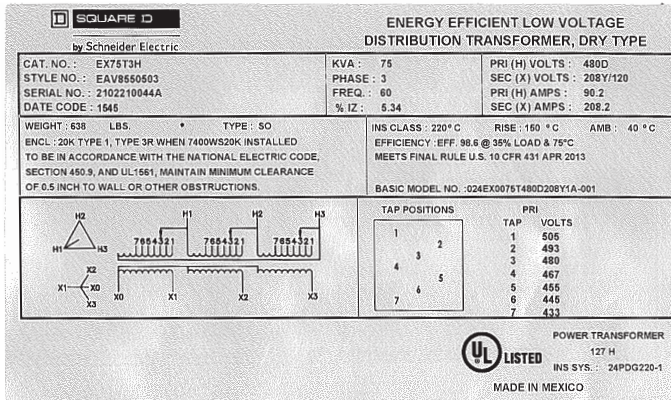 SQUARE D
by Schneider Electric
ENERGY EFFICIENT LOW VOLTAGE
DISTRIBUTION TRANSFORMER, DRY TYPE
CAT. NO. : EX75T3H
STYLE NO. : EAV8550503
SERIAL NO. : 2102210044A
DATE CODE : 1545
KVA : 75
PHASE : 3
FREQ. : 60
% IZ : 5.34
PRI (H) VOLTS : 480D
SEC (X) VOLTS : 208Y/120
PRI (H) AMPS : 90.2
SEC (X) AMPS : 208.2
WEIGHT : 638 LBS. * TYPE : SO
ENCL : 20K TYPE 1, TYPE 3R WHEN 7400WS20K INSTALLED
TO BE IN ACCORDANCE WITH THE NATIONAL ELECTRIC CODE,
SECTION 450.9, AND UL1561, MAINTAIN MINIMUM CLEARANCE
OF 0.5 INCH TO WALL OR OTHER OBSTRUCTIONS.
INS CLASS : 220° C RISE : 150 °C AMB : 40 °C
EFFICIENCY : EFF. 98.6 @ 35% LOAD & 75°C
MEETS FINAL RULE U.S. 10 CFR 431 APR 2013
BASIC MODEL NO. :024EX0075T480D208Y1A-001
H2
H1 H3
X2
X1 X0
X3
H1 H2 H3
7654321 7654321 7654321
X0 X1 X2 X3
TAP POSITIONS
1
2
3
4
5
6
7
PRI
TAP VOLTS
1 505
2 493
3 480
4 467
5 455
6 445
7 433
UL LISTED
POWER TRANSFORMER
127 H
INS SYS. : 24PDG220-1
MADE IN MEXICO